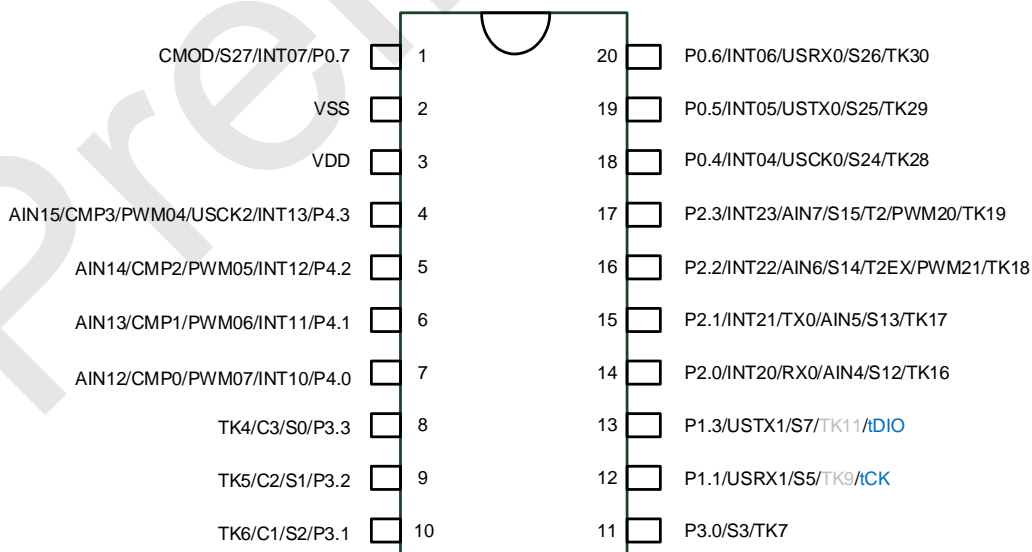 CMOD/S27/INT07/P0.7 1 20 P0.6/INT06/USRX0/S26/TK30
VSS 2 19 P0.5/INT05/USTX0/S25/TK29
VDD 3 18 P0.4/INT04/USCK0/S24/TK28
AIN15/CMP3/PWM04/USCK2/INT13/P4.3 4 17 P2.3/INT23/AIN7/S15/T2/PWM20/TK19
AIN14/CMP2/PWM05/INT12/P4.2 5 16 P2.2/INT22/AIN6/S14/T2EX/PWM21/TK18
AIN13/CMP1/PWM06/INT11/P4.1 6 15 P2.1/INT21/TX0/AIN5/S13/TK17
AIN12/CMP0/PWM07/INT10/P4.0 7 14 P2.0/INT20/RX0/AIN4/S12/TK16
TK4/C3/S0/P3.3 8 13 P1.3/USTX1/S7/TK11/tDIO
TK5/C2/S1/P3.2 9 12 P1.1/USRX1/S5/TK9/tCK
TK6/C1/S2/P3.1 10 11 P3.0/S3/TK7